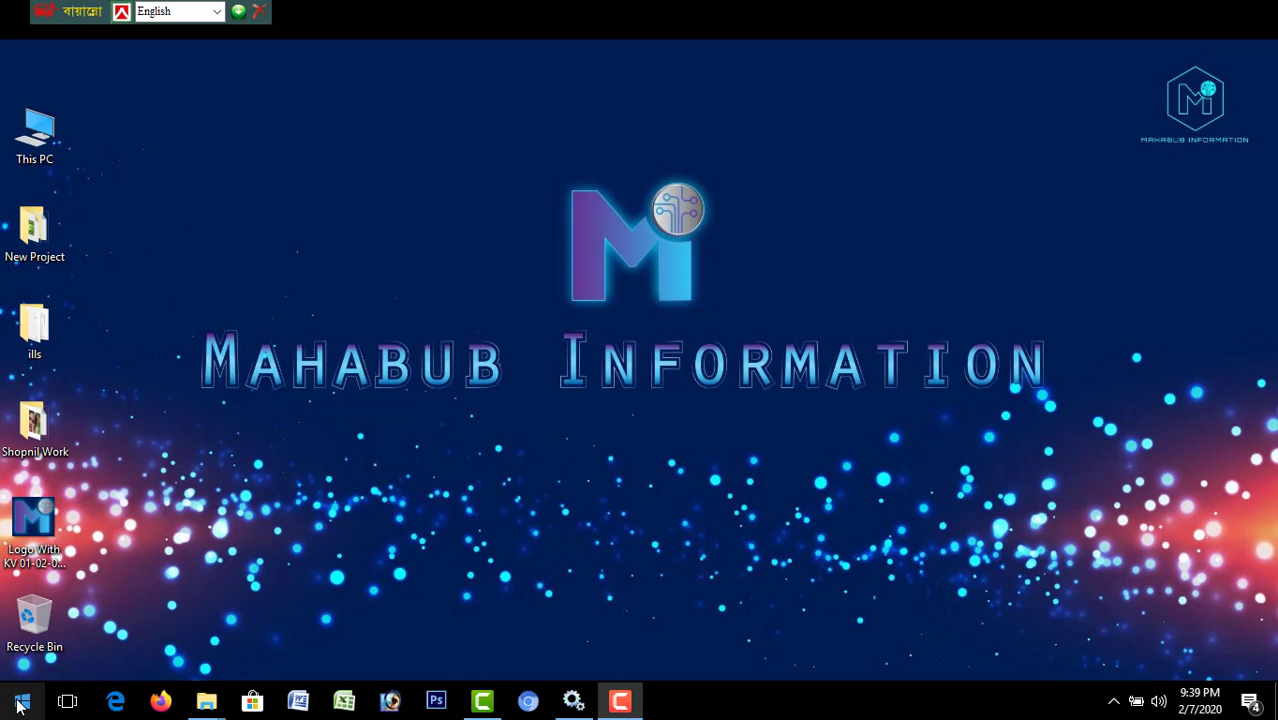 বায়ান্নো English
MAHABUB INFORMATION
This PC
New Project
Mahabub Information
ills
Shopnil Work
Logo With
KV 01-02-0...
Recycle Bin
Ps
9:39 PM
2/7/2020
4